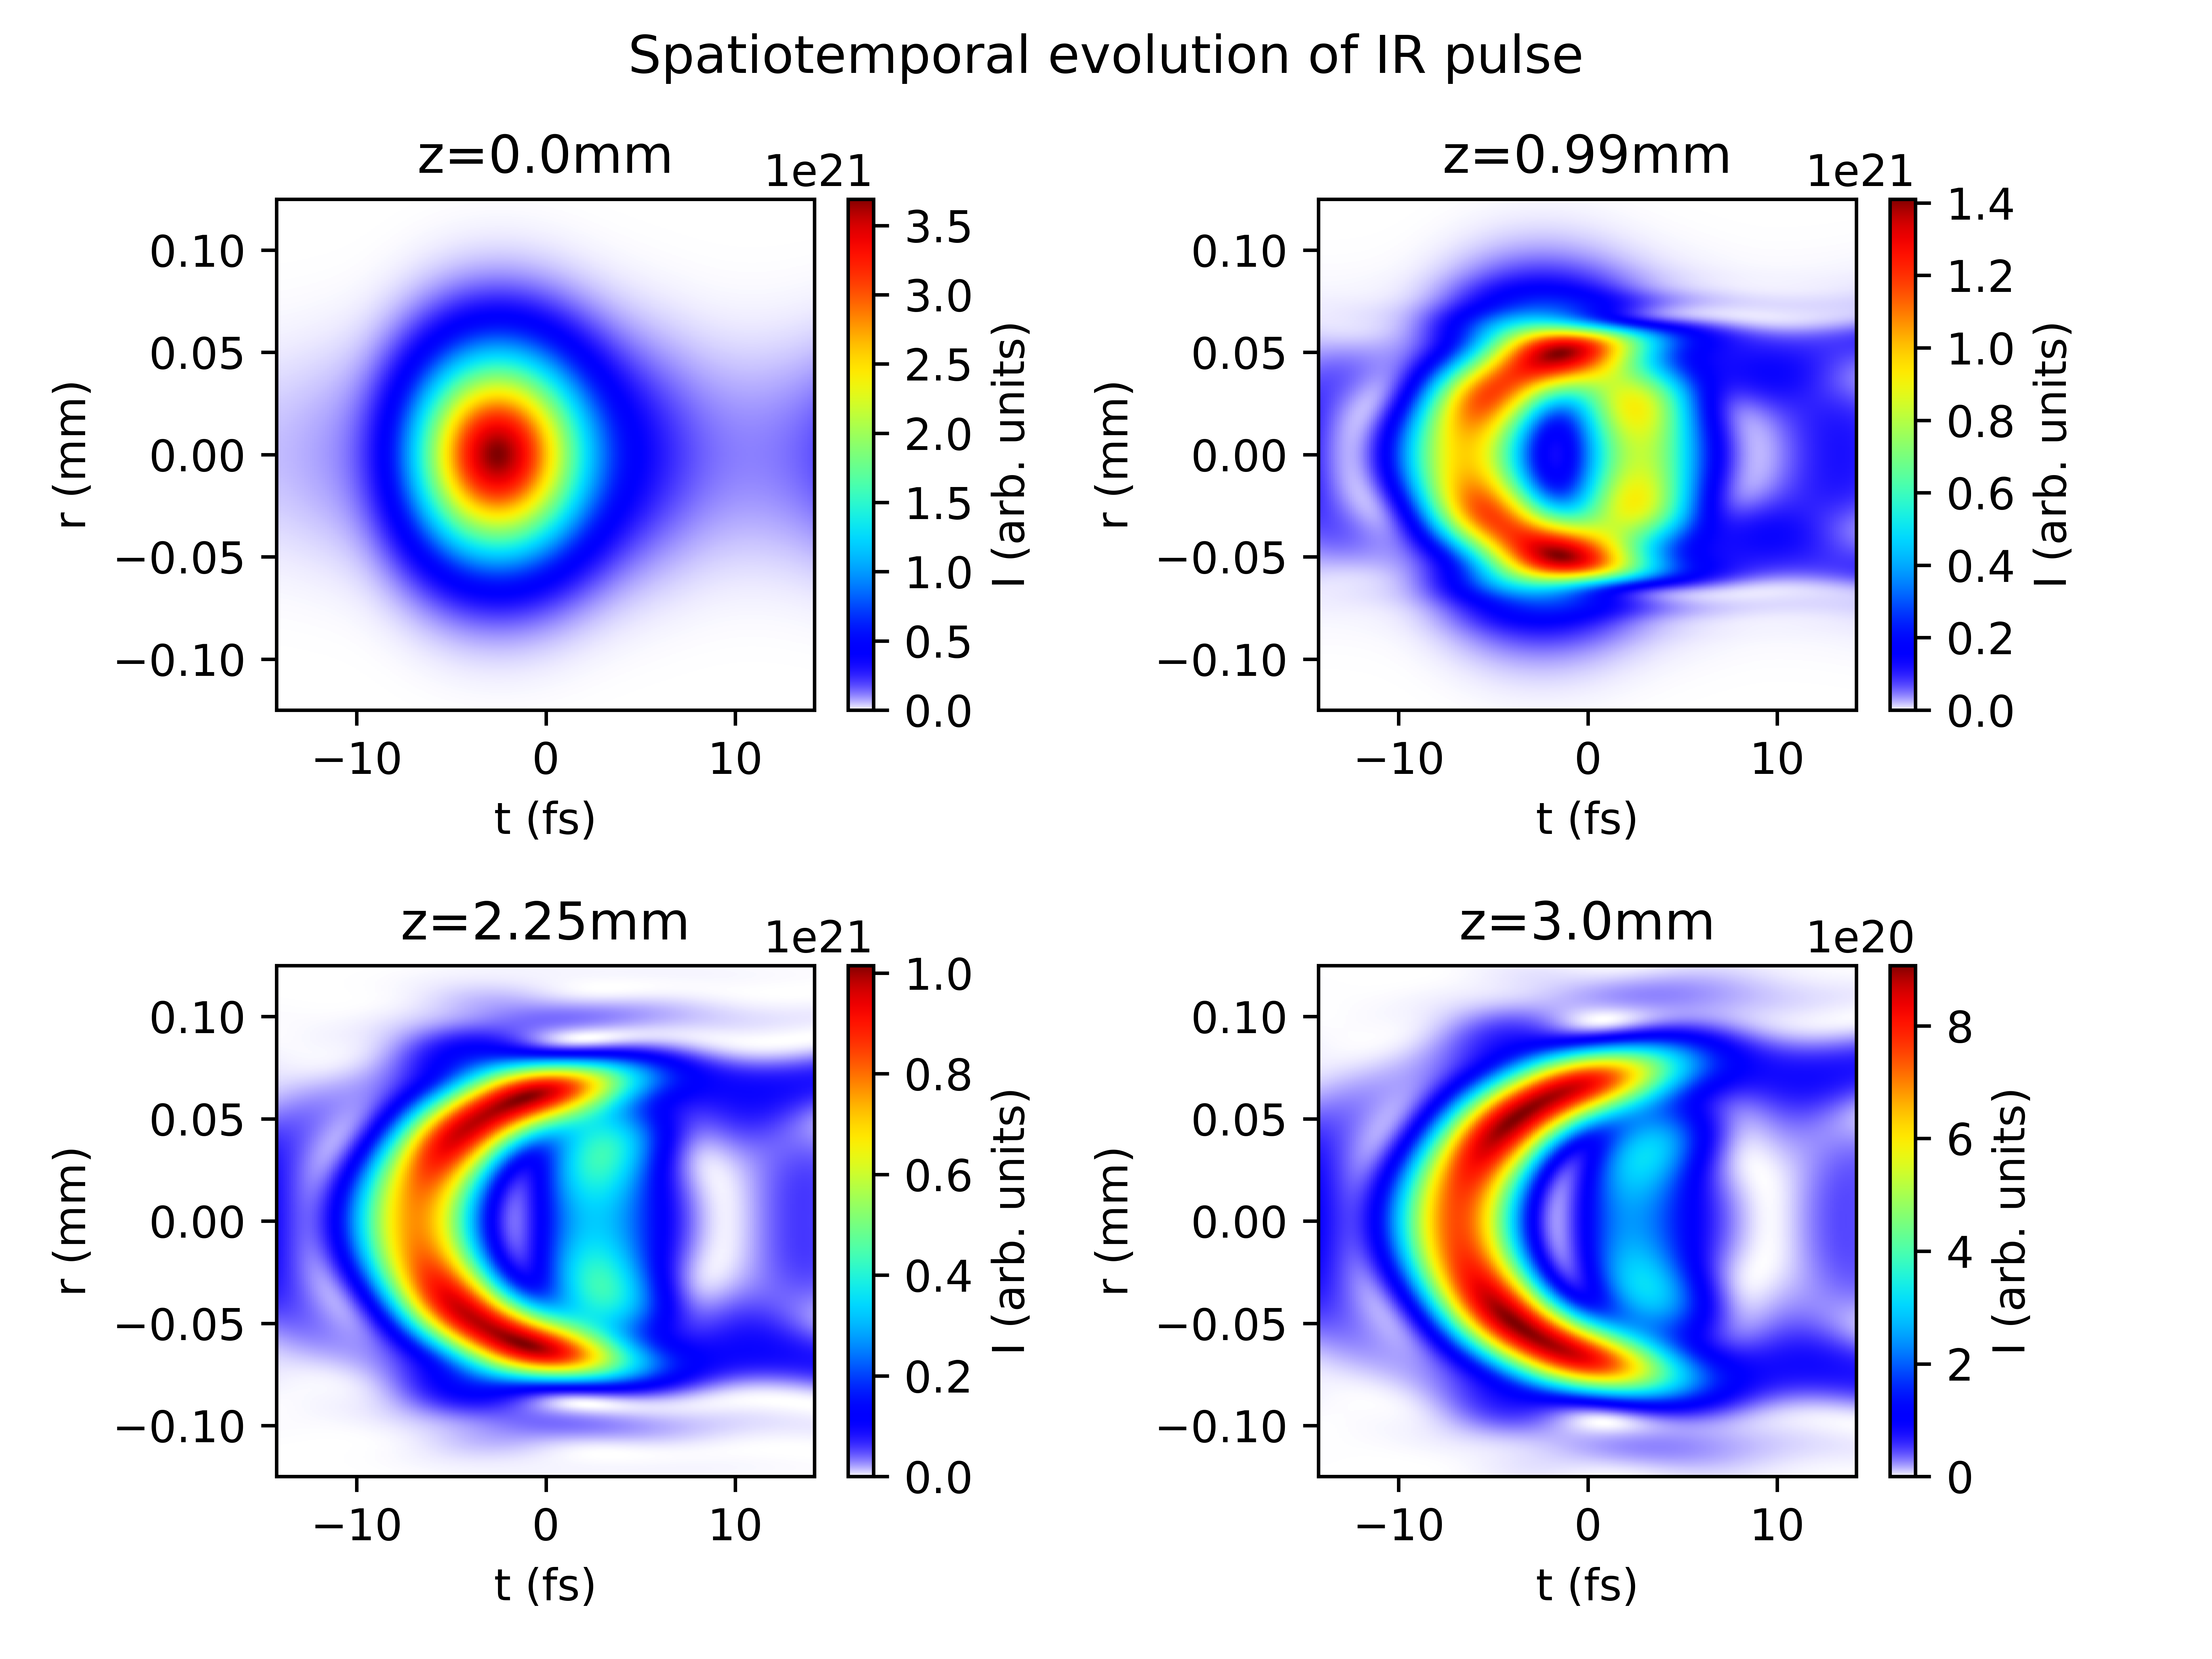 Spatiotemporal evolution of IR pulse
z=0.0mm
1e21
0.10
0.05
0.00
−0.05
−0.10
r (mm)
−10 0 10
t (fs)
3.5
3.0
2.5
2.0
1.5
1.0
0.5
0.0
I (arb. units)
z=0.99mm
1e21
0.10
0.05
0.00
−0.05
−0.10
r (mm)
−10 0 10
t (fs)
1.4
1.2
1.0
0.8
0.6
0.4
0.2
0.0
I (arb. units)
z=2.25mm
1e21
0.10
0.05
0.00
−0.05
−0.10
r (mm)
−10 0 10
t (fs)
1.0
0.8
0.6
0.4
0.2
0.0
I (arb. units)
z=3.0mm
1e20
0.10
0.05
0.00
−0.05
−0.10
r (mm)
−10 0 10
t (fs)
8
6
4
2
0
I (arb. units)